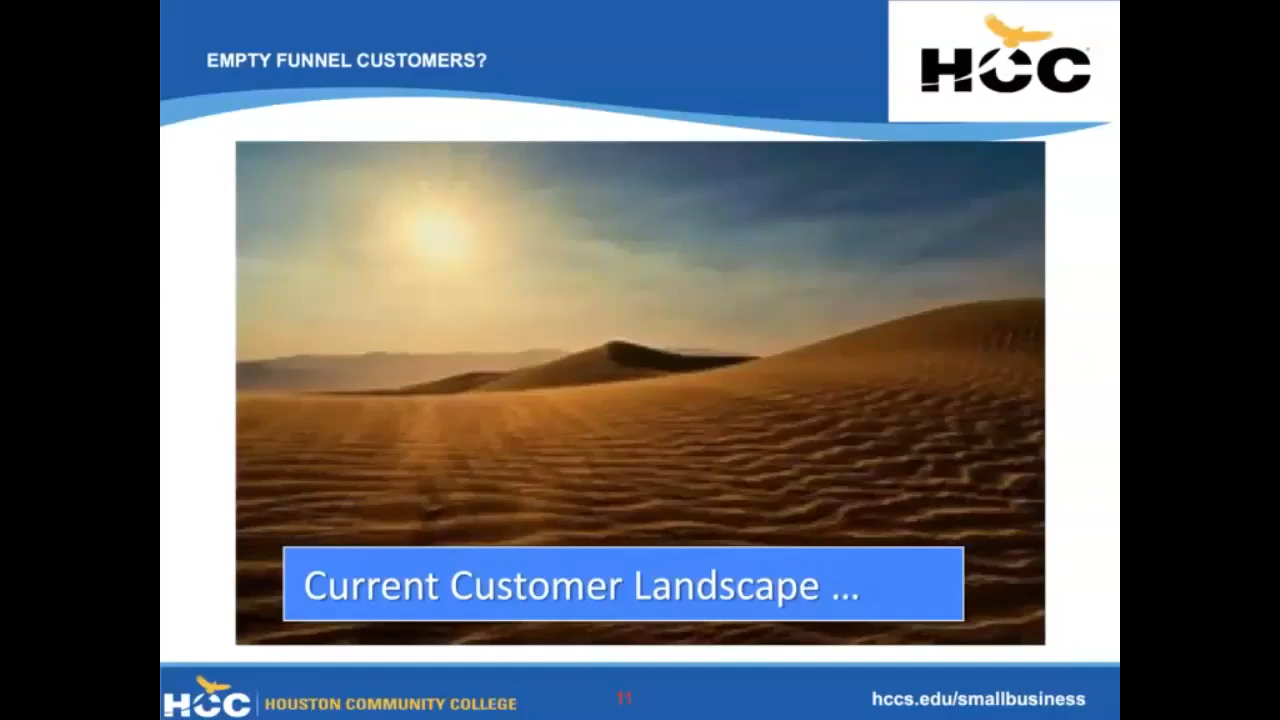 EMPTY FUNNEL CUSTOMERS?
HCC
Current Customer Landscape ...
HCC
HOUSTON COMMUNITY COLLEGE
11
hccs.edu/smallbusiness